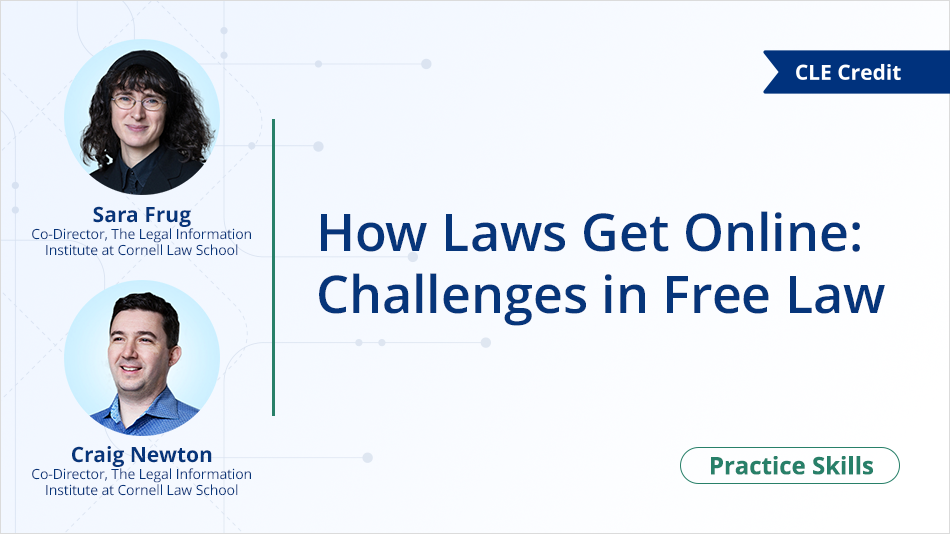 CLE Credit
Sara Frug
Co-Director, The Legal Information
Institute at Cornell Law School
How Laws Get Online:
Challenges in Free Law
Craig Newton
Co-Director, The Legal Information
Institute at Cornell Law School
Practice Skills